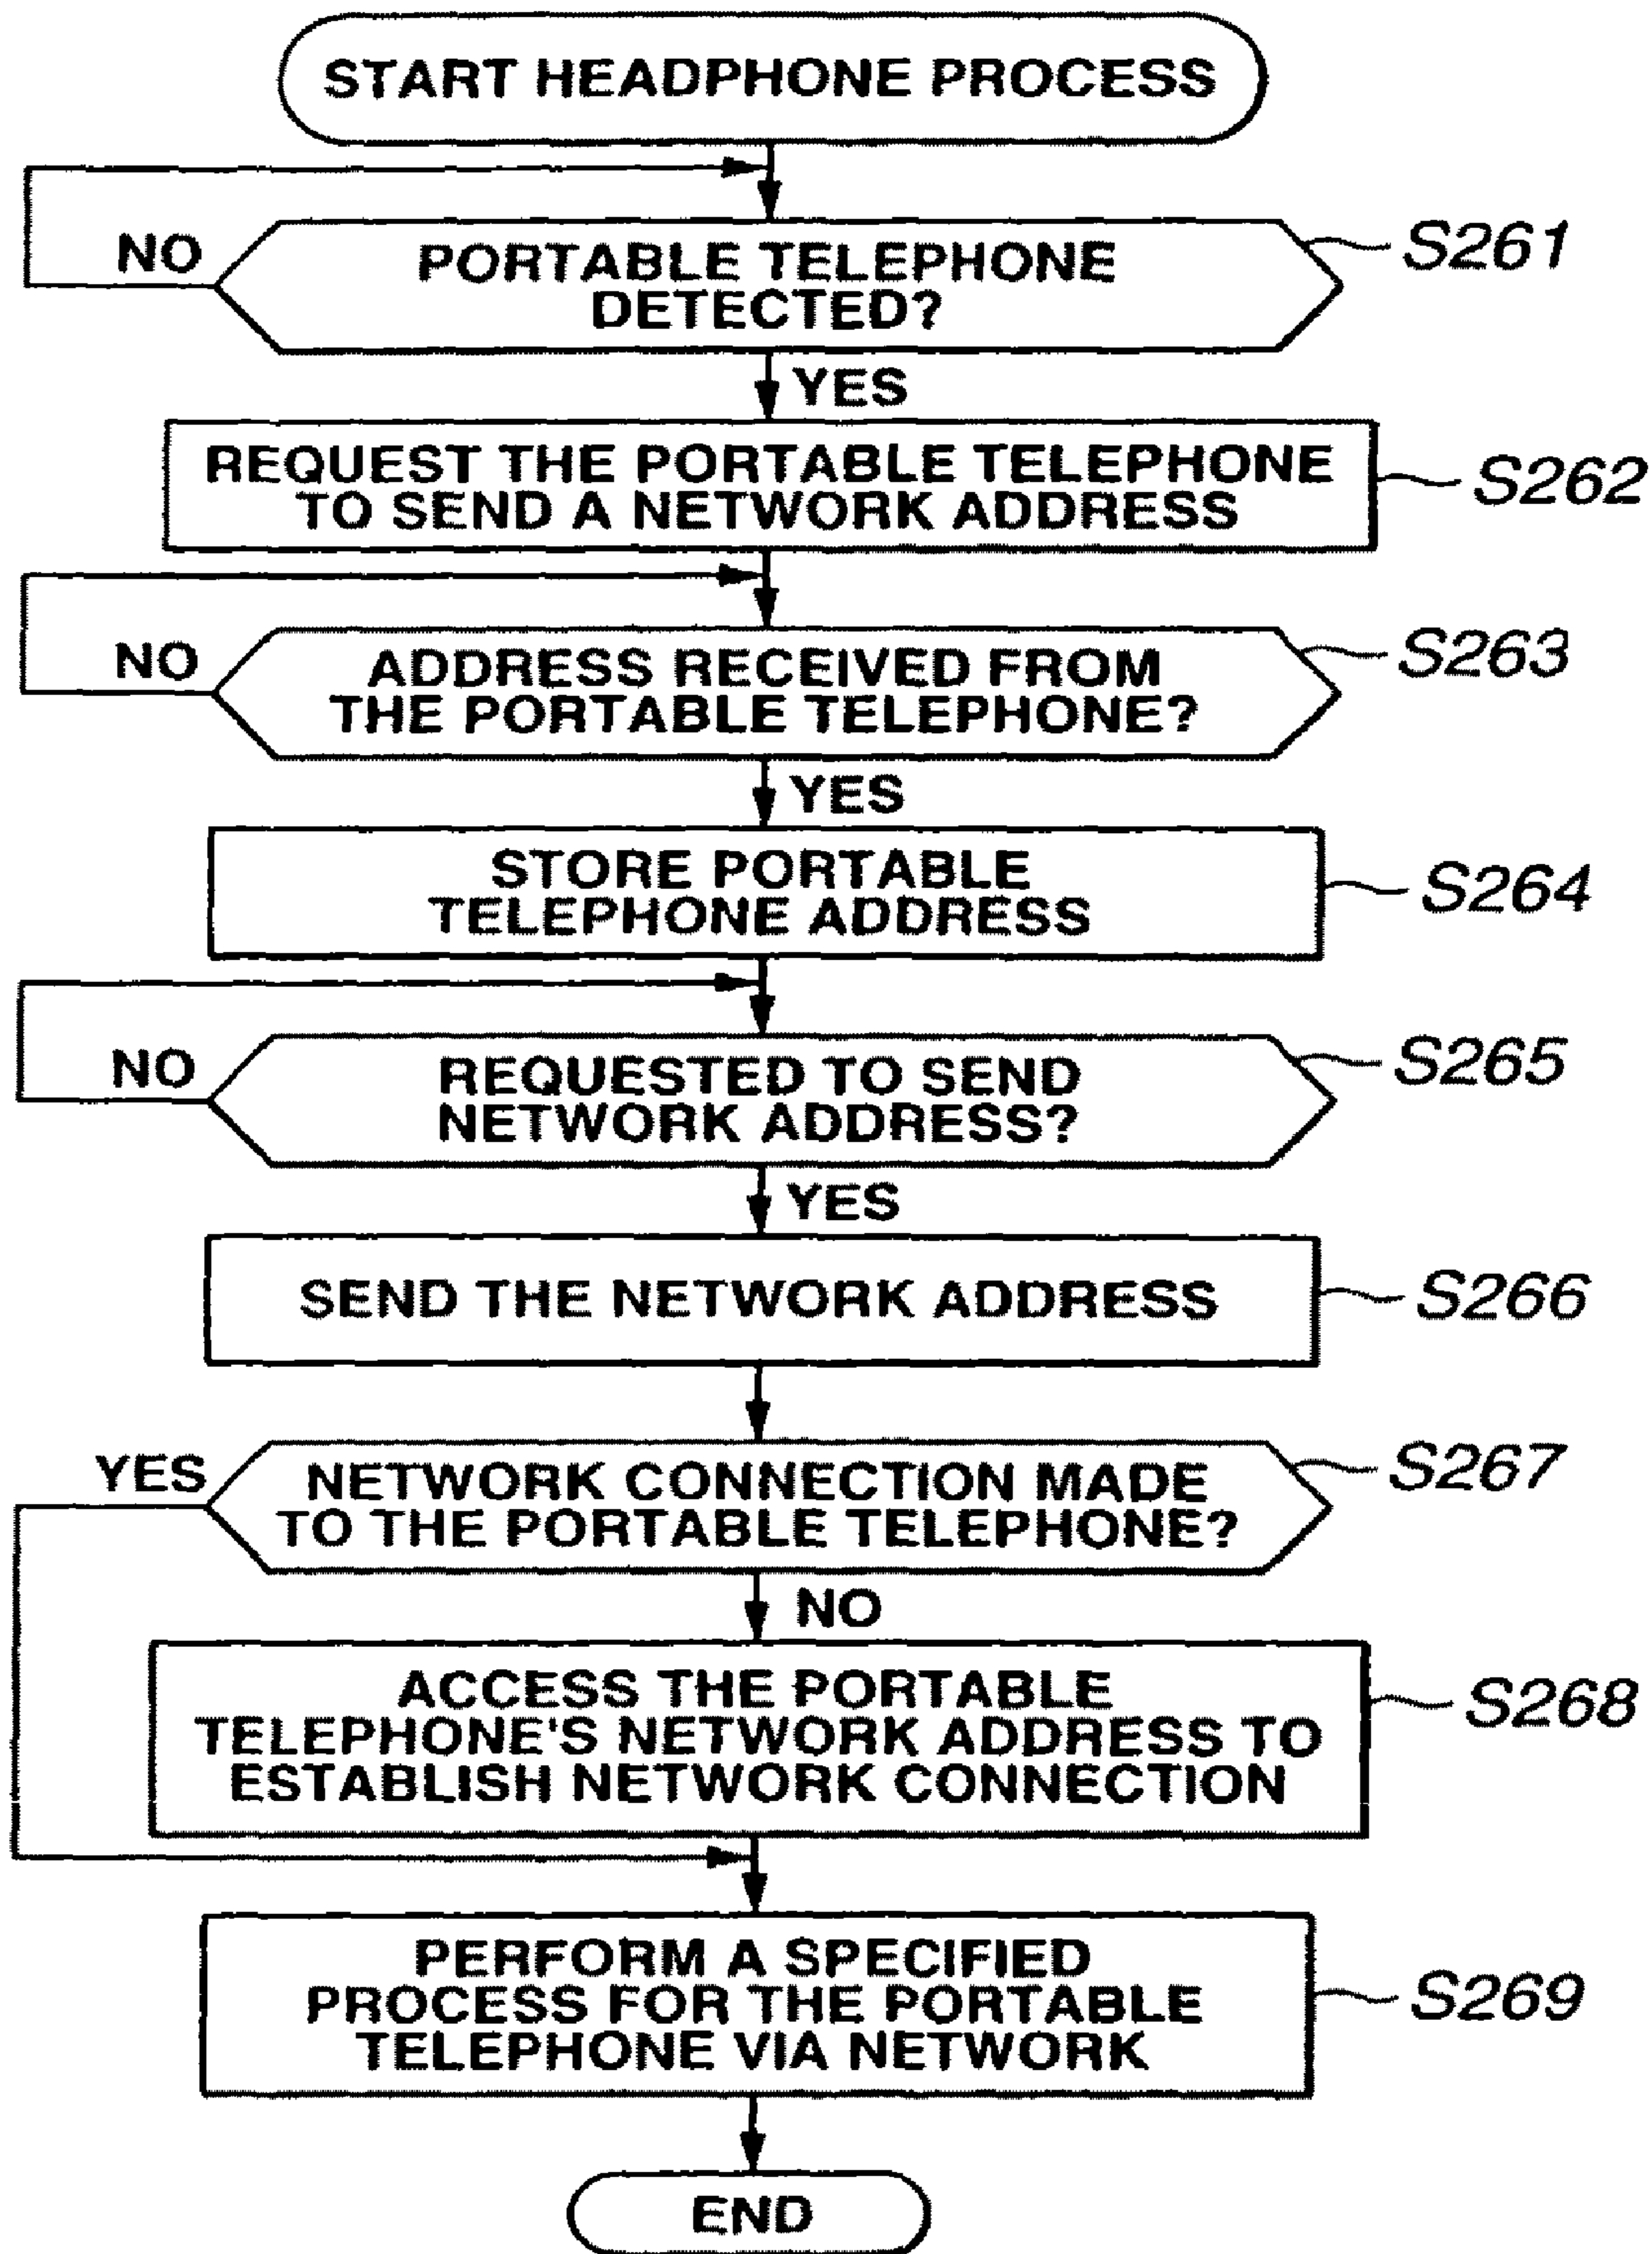 START HEADPHONE PROCESS
NO
PORTABLE TELEPHONE
DETECTED?
S261
YES
REQUEST THE PORTABLE TELEPHONE
TO SEND A NETWORK ADDRESS
S262
NO
ADDRESS RECEIVED FROM
THE PORTABLE TELEPHONE?
S263
YES
STORE PORTABLE
TELEPHONE ADDRESS
S264
NO
REQUESTED TO SEND
NETWORK ADDRESS?
S265
YES
SEND THE NETWORK ADDRESS
S266
YES
NETWORK CONNECTION MADE
TO THE PORTABLE TELEPHONE?
S267
NO
ACCESS THE PORTABLE
TELEPHONE'S NETWORK ADDRESS TO
ESTABLISH NETWORK CONNECTION
S268
PERFORM A SPECIFIED
PROCESS FOR THE PORTABLE
TELEPHONE VIA NETWORK
S269
END